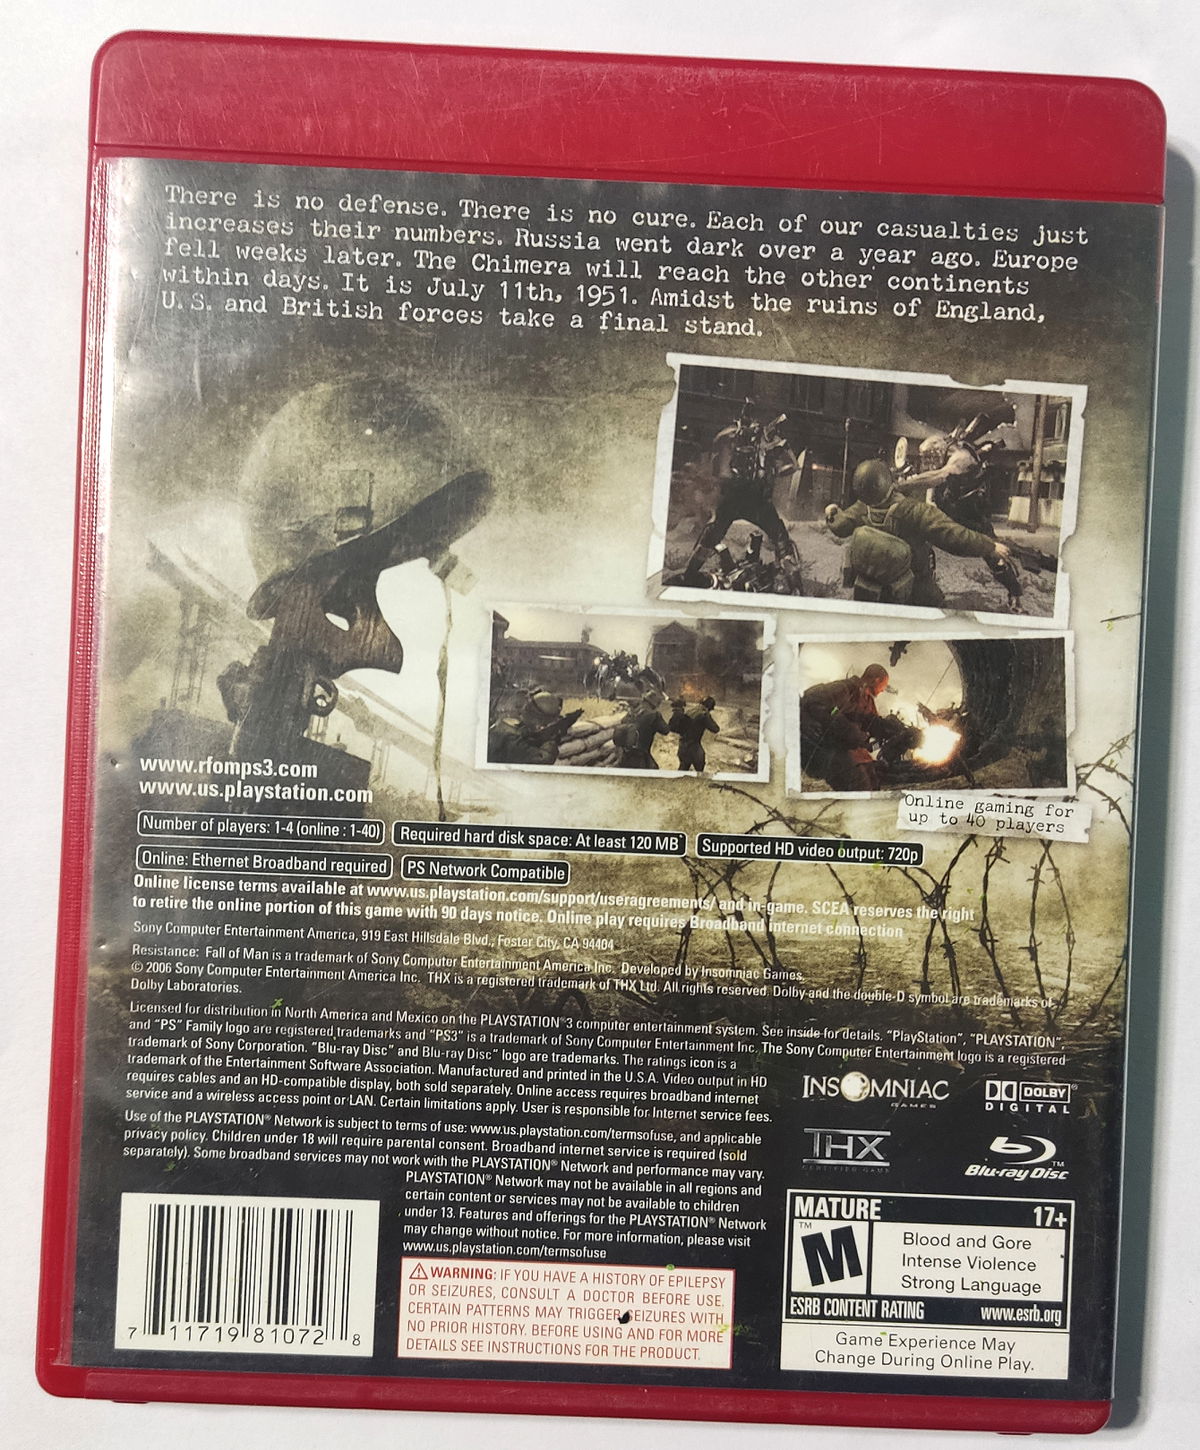 There is no defense. There is no cure. Each of our casualties just
increases their numbers. Russia went dark over a year ago. Europe
fell weeks later. The Chimera will reach the other continents
within days. It is July 11th, 1951. Amidst the ruins of England,
U.S. and British forces take a final stand.
www.rfomps3.com
www.us.playstation.com
Online gaming for
up to 40 players
Number of players: 1-4 (online : 1-40)
Required hard disk space: At least 120 MB*
Supported HD video output: 720p
Online: Ethernet Broadband required
PS Network Compatible
Online license terms available at www.us.playstation.com/support/useragreements/ and in-game. SCEA reserves the right
to retire the online portion of this game with 90 days notice. Online play requires Broadband internet connection
Sony Computer Entertainment America, 919 East Hillsdale Blvd., Foster City, CA 94404
Resistance: Fall of Man is a trademark of Sony Computer Entertainment America Inc. Developed by Insomniac Games.
© 2006 Sony Computer Entertainment America Inc. THX is a registered trademark of THX Ltd. All rights reserved. Dolby and the double-D symbol are trademarks of
Dolby Laboratories.
Licensed for distribution in North America and Mexico on the PLAYSTATION®3 computer entertainment system. See inside for details. "PlayStation", "PLAYSTATION",
and "PS" Family logo are registered trademarks and "PS3" is a trademark of Sony Computer Entertainment Inc. The Sony Computer Entertainment logo is a registered
trademark of Sony Corporation. "Blu-ray Disc" and Blu-ray Disc" logo are trademarks. The ratings icon is a
trademark of the Entertainment Software Association. Manufactured and printed in the U.S.A. Video output in HD
requires cables and an HD-compatible display, both sold separately. Online access requires broadband internet
service and a wireless access point or LAN. Certain limitations apply. User is responsible for Internet service fees.
Use of the PLAYSTATION® Network is subject to terms of use: www.us.playstation.com/termsofuse, and applicable
privacy policy. Children under 18 will require parental consent. Broadband internet service is required (sold
separately). Some broadband services may not work with the PLAYSTATION® Network and performance may vary.
PLAYSTATION® Network may not be available in all regions and
certain content or services may not be available to children
under 13. Features and offerings for the PLAYSTATION® Network
may change without notice. For more information, please visit
www.us.playstation.com/termsofuse
INSOMNIAC
GAMES
DOLBY®
DIGITAL
THX
CERTIFIED GAME
Blu-ray Disc™
7 11719 81072 8
WARNING: IF YOU HAVE A HISTORY OF EPILEPSY
OR SEIZURES, CONSULT A DOCTOR BEFORE USE.
CERTAIN PATTERNS MAY TRIGGER SEIZURES WITH
NO PRIOR HISTORY. BEFORE USING AND FOR MORE
DETAILS SEE INSTRUCTIONS FOR THE PRODUCT.
MATURE 17+
™
M
Blood and Gore
Intense Violence
Strong Language
ESRB CONTENT RATING www.esrb.org
Game Experience May
Change During Online Play.